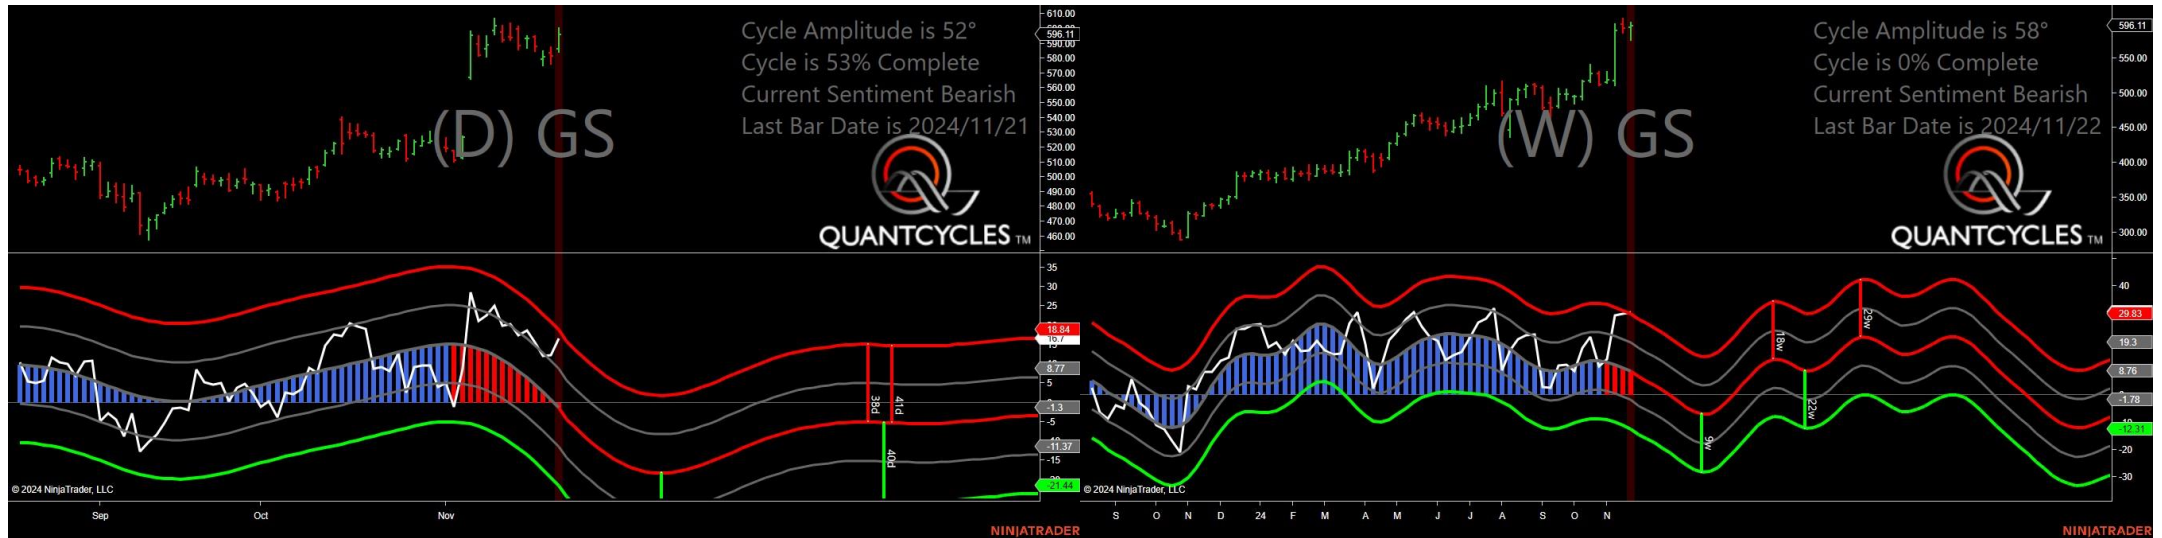 Cycle Amplitude is 52°
Cycle is 53% Complete
Current Sentiment Bearish
Last Bar Date is 2024/11/21
(D) GS
QUANTCYCLES TM
610.00
596.11
590.00
580.00
570.00
560.00
550.00
540.00
530.00
520.00
510.00
500.00
490.00
480.00
470.00
460.00
35
30
25
18.84
16.7
15
8.77
5
-1.3
-5
-11.37
-15
-21.44
38d
41d
40d
© 2024 NinjaTrader, LLC
Sep Oct Nov
NINJATRADER
Cycle Amplitude is 58°
Cycle is 0% Complete
Current Sentiment Bearish
Last Bar Date is 2024/11/22
(W) GS
QUANTCYCLES TM
596.11
550.00
500.00
450.00
400.00
350.00
300.00
40
29.83
19.3
8.76
-1.78
-12.31
-20
-30
18w
29w
22w
9w
© 2024 NinjaTrader, LLC
S O N D 24 F M A M J J A S O N
NINJATRADER